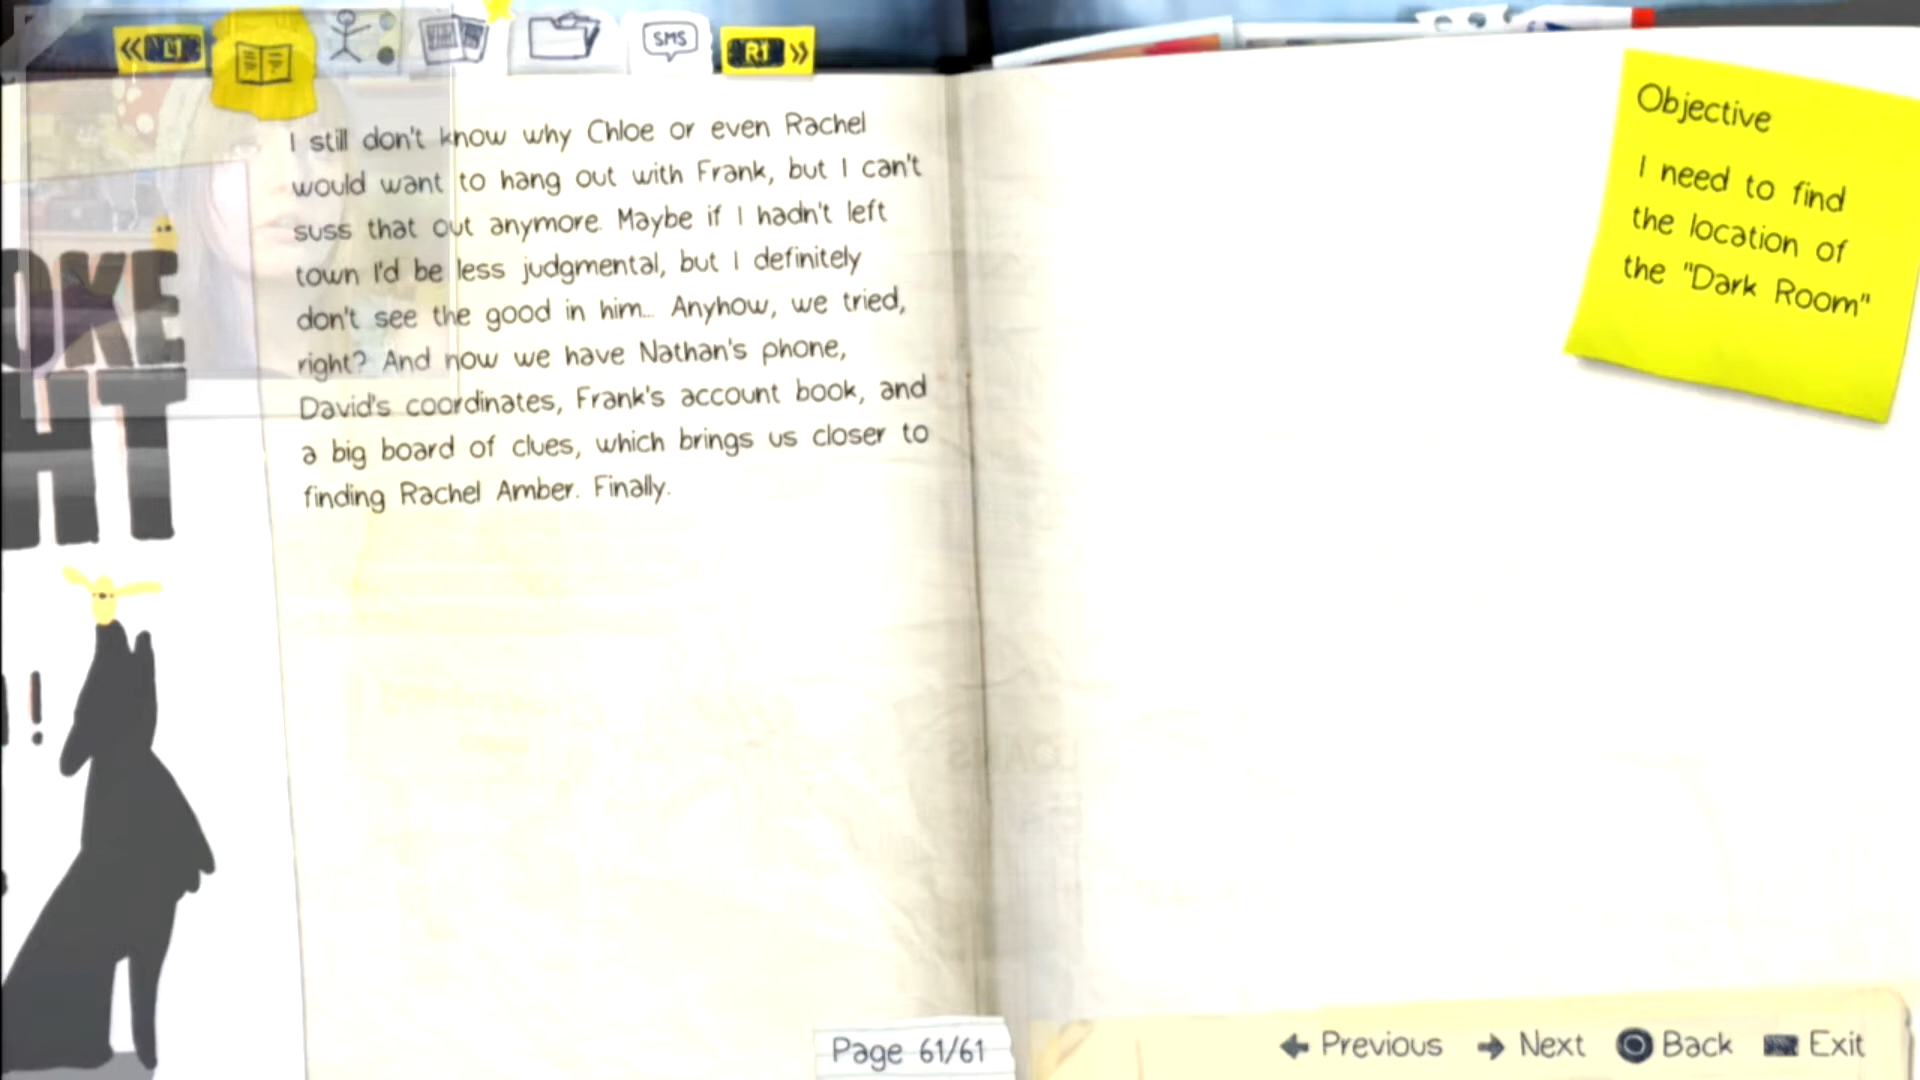 L1
SMS
R1
I still don't know why Chloe or even Rachel
would want to hang out with Frank, but I can't
suss that out anymore. Maybe if I hadn't left
town I'd be less judgmental, but I definitely
don't see the good in him... Anyhow, we tried,
right? And now we have Nathan's phone,
David's coordinates, Frank's account book, and
a big board of clues, which brings us closer to
finding Rachel Amber. Finally.
OKE
HT
!
Objective
I need to find
the location of
the "Dark Room"
Page 61/61
Previous
Next
Back
Exit